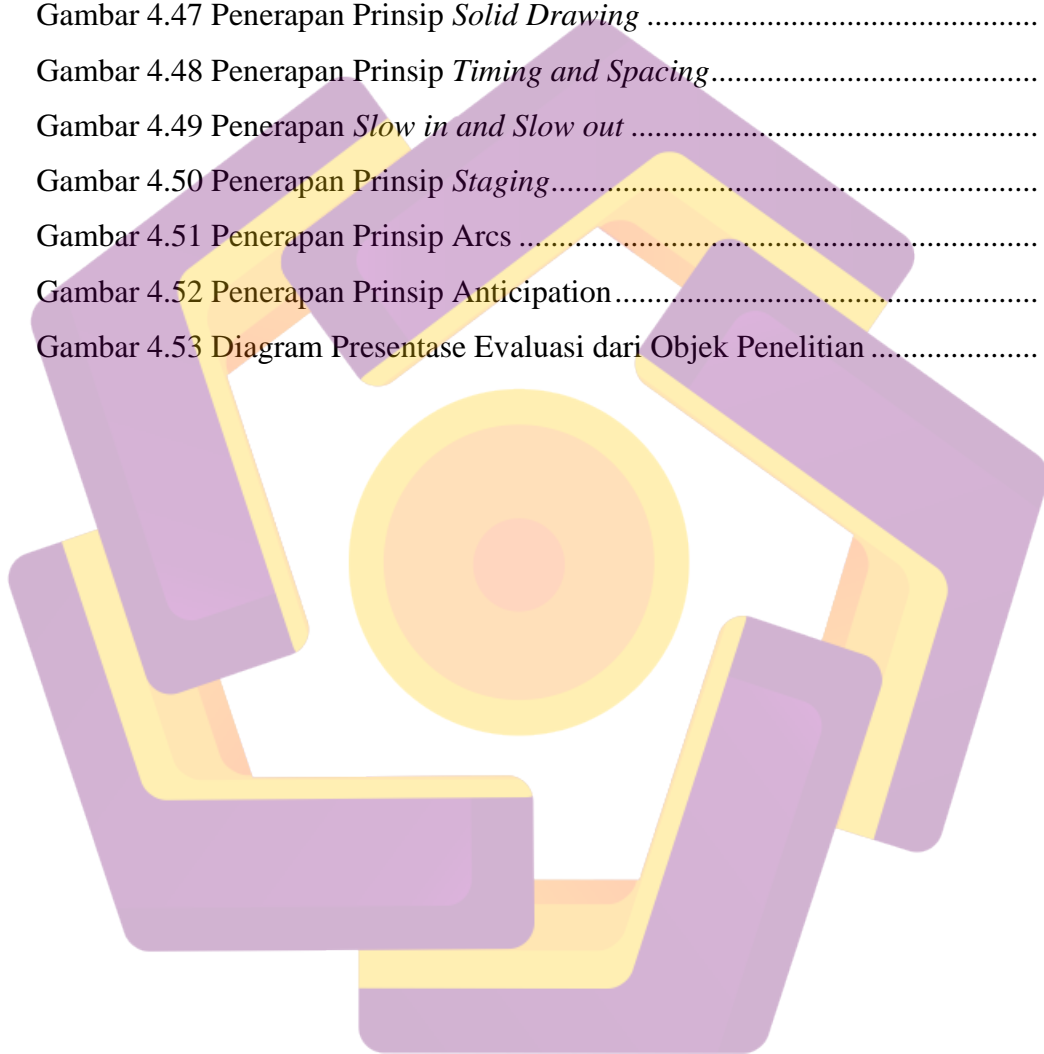 Gambar 4.47 Penerapan Prinsip Solid Drawing ..................................................
Gambar 4.48 Penerapan Prinsip Timing and Spacing..........................................
Gambar 4.49 Penerapan Slow in and Slow out ....................................................
Gambar 4.50 Penerapan Prinsip Staging..............................................................
Gambar 4.51 Penerapan Prinsip Arcs ..................................................................
Gambar 4.52 Penerapan Prinsip Anticipation......................................................
Gambar 4.53 Diagram Presentase Evaluasi dari Objek Penelitian .....................